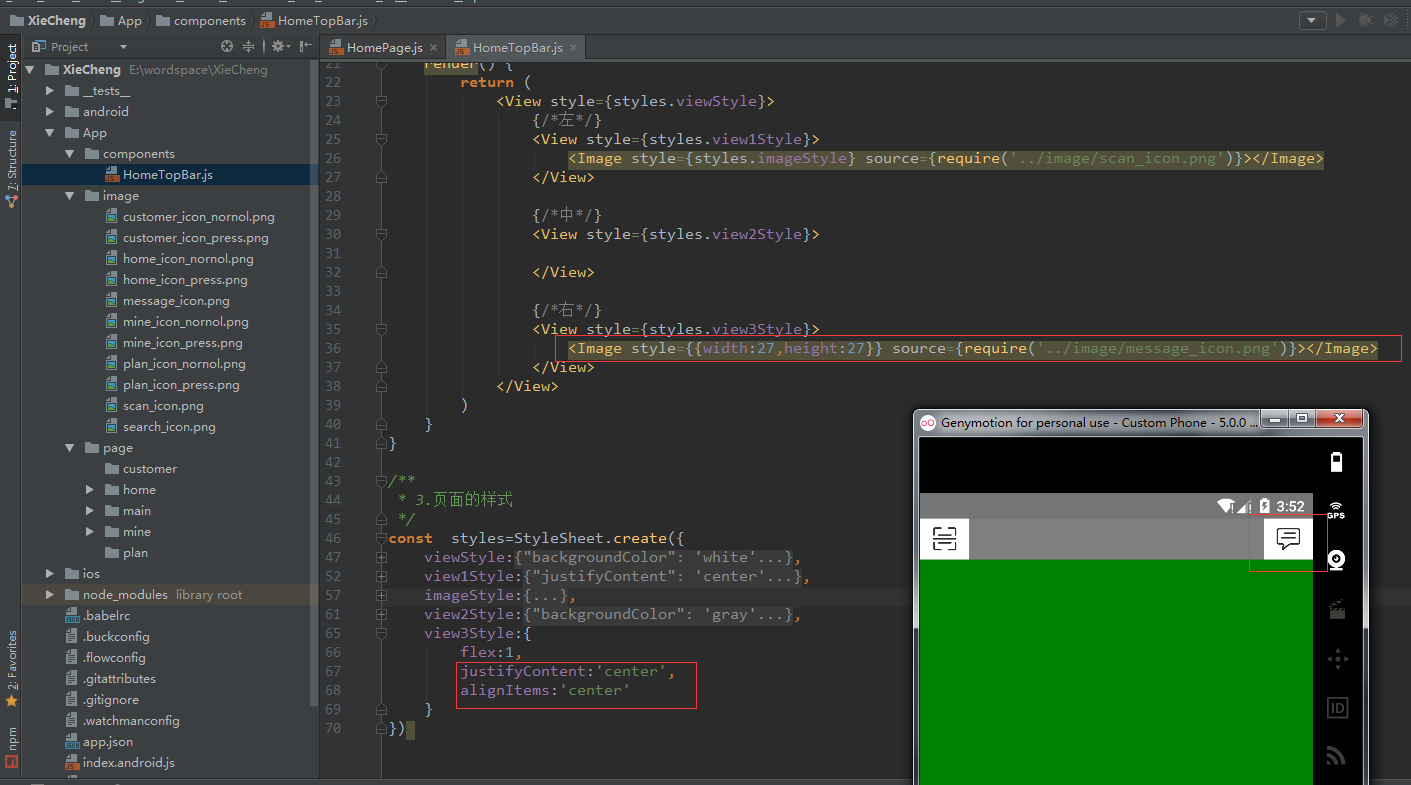 XieCheng App components HomeTopBar.js
Project
HomePage.js × HomeTopBar.js ×
1: Project
7: Structure
2: Favorites
npm
XieCheng E:\wordspace\XieCheng
__tests__
android
App
components
HomeTopBar.js
image
customer_icon_nornol.png
customer_icon_press.png
home_icon_nornol.png
home_icon_press.png
message_icon.png
mine_icon_nornol.png
mine_icon_press.png
plan_icon_nornol.png
plan_icon_press.png
scan_icon.png
search_icon.png
page
customer
home
main
mine
plan
ios
node_modules library root
.babelrc
.buckconfig
.flowconfig
.gitattributes
.gitignore
.watchmanconfig
app.json
index.android.js
21 render() {
22 return (
23 <View style={styles.viewStyle}>
24 {/*左*/}
25 <View style={styles.view1Style}>
26 <Image style={styles.imageStyle} source={require('../image/scan_icon.png')}></Image>
27 </View>
28
29 {/*中*/}
30 <View style={styles.view2Style}>
31
32 </View>
33
34 {/*右*/}
35 <View style={styles.view3Style}>
36 <Image style={{width:27,height:27}} source={require('../image/message_icon.png')}></Image>
37 </View>
38 </View>
39 )
40 }
41 }
42
43 /**
44 * 3.页面的样式
45 */
46 const styles=StyleSheet.create({
47 viewStyle:{"backgroundColor": 'white'...},
52 view1Style:{"justifyContent": 'center'...},
57 imageStyle:{...},
61 view2Style:{"backgroundColor": 'gray'...},
65 view3Style:{
66 flex:1,
67 justifyContent:'center',
68 alignItems:'center'
69 }
70 })
Genymotion for personal use - Custom Phone - 5.0.0 ...
3:52
GPS
ID